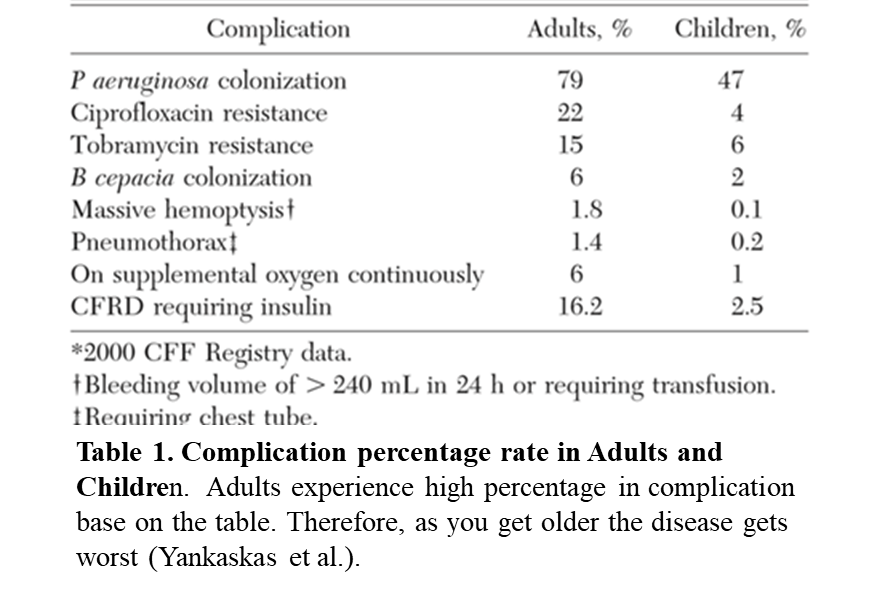 Complication Adults, % Children, %
P aeruginosa colonization 79 47
Ciprofloxacin resistance 22 4
Tobramycin resistance 15 6
B cepacia colonization 6 2
Massive hemoptysis† 1.8 0.1
Pneumothorax‡ 1.4 0.2
On supplemental oxygen continuously 6 1
CFRD requiring insulin 16.2 2.5
*2000 CFF Registry data.
†Bleeding volume of > 240 mL in 24 h or requiring transfusion.
‡Requiring chest tube.
Table 1. Complication percentage rate in Adults and
Children. Adults experience high percentage in complication
base on the table. Therefore, as you get older the disease gets
worst (Yankaskas et al.).